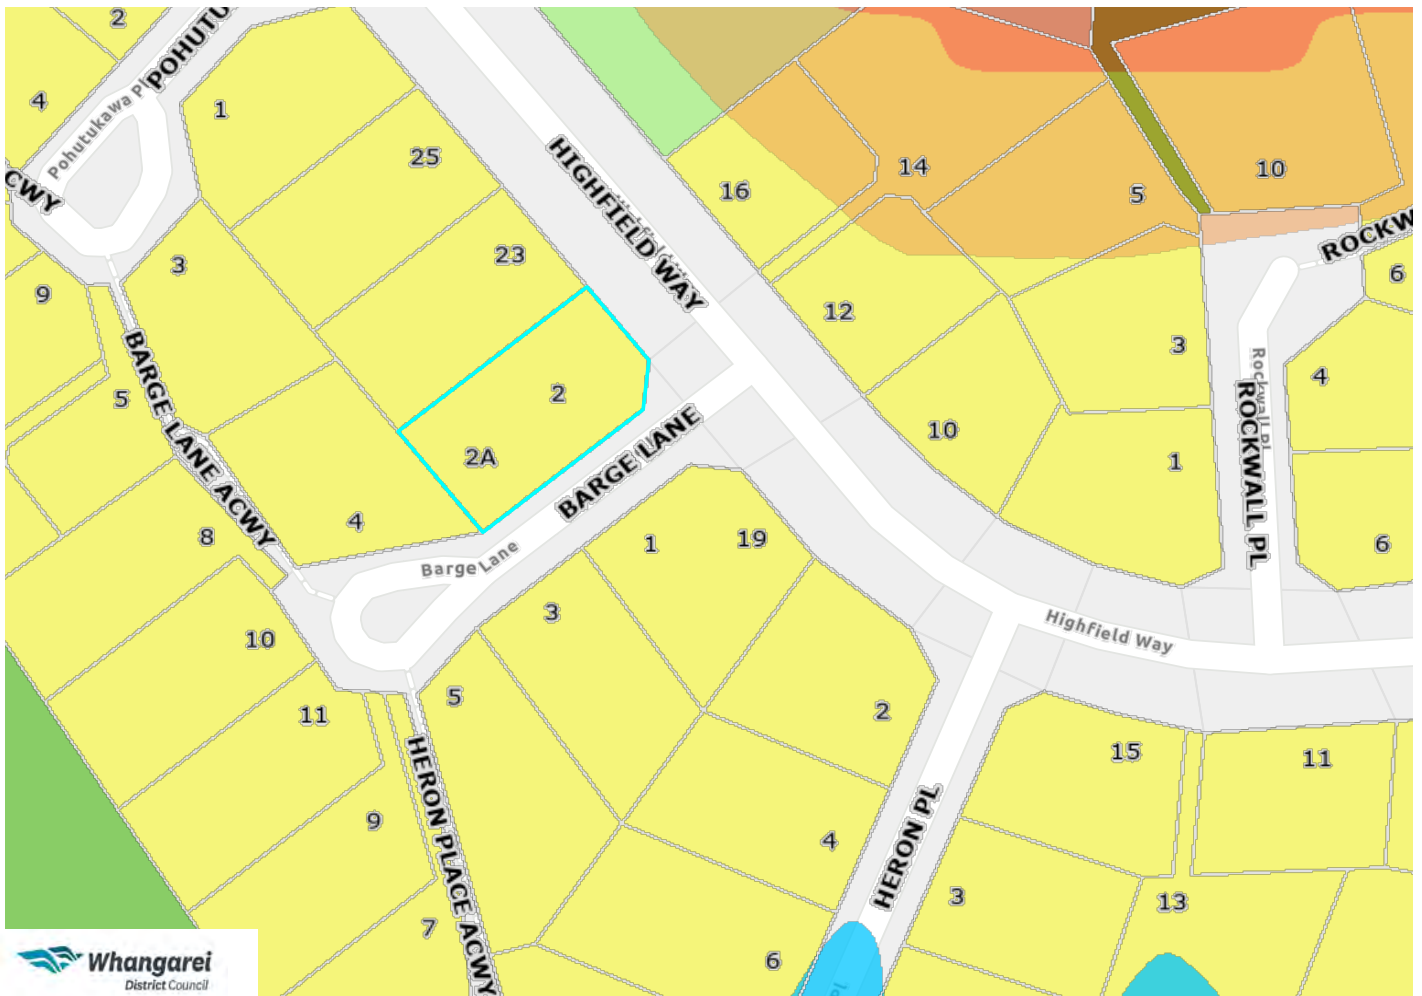 2
POHUTU
4
Pohutukawa Pl
1
CWY
25
HIGHFIELD WAY
16
14
5
10
ROCKW
3
23
9
6
12
BARGE LANE ACWY
5
3
Rockwall Pl
4
2
ROCKWALL PL
10
2A
1
BARGE LANE
4
8
Barge Lane
1
19
6
3
10
Highfield Way
5
11
2
15
11
HERON PLACE ACWY
9
4
HERON PL
3
13
7
6
Pl
Whangarei
District Council